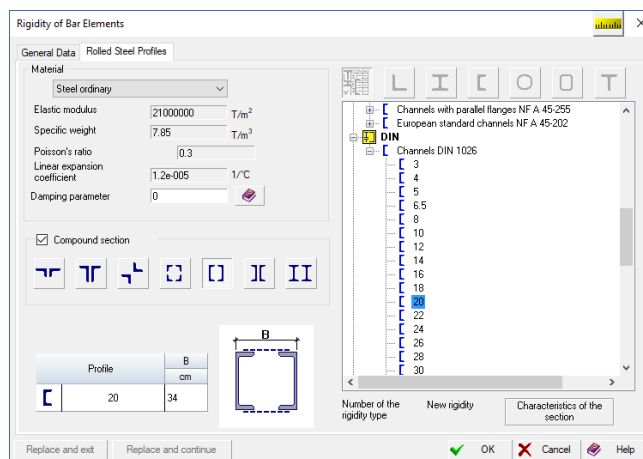 Rigidity of Bar Elements
General Data
Rolled Steel Profiles
Material
Steel ordinary
Elastic modulus 21000000 T/m²
Specific weight 7.85 T/m³
Poisson's ratio 0.3
Linear expansion
coefficient 1.2e-005 1/°C
Damping parameter 0
Compound section
B
Profile B
cm
20 34
Channels with parallel flanges NF A 45-255
European standard channels NF A 45-202
DIN
Channels DIN 1026
3
4
5
6.5
8
10
12
14
16
18
20
22
24
26
28
30
Number of the
rigidity type
New rigidity
Characteristics of the
section
Replace and exit
Replace and continue
OK
Cancel
Help